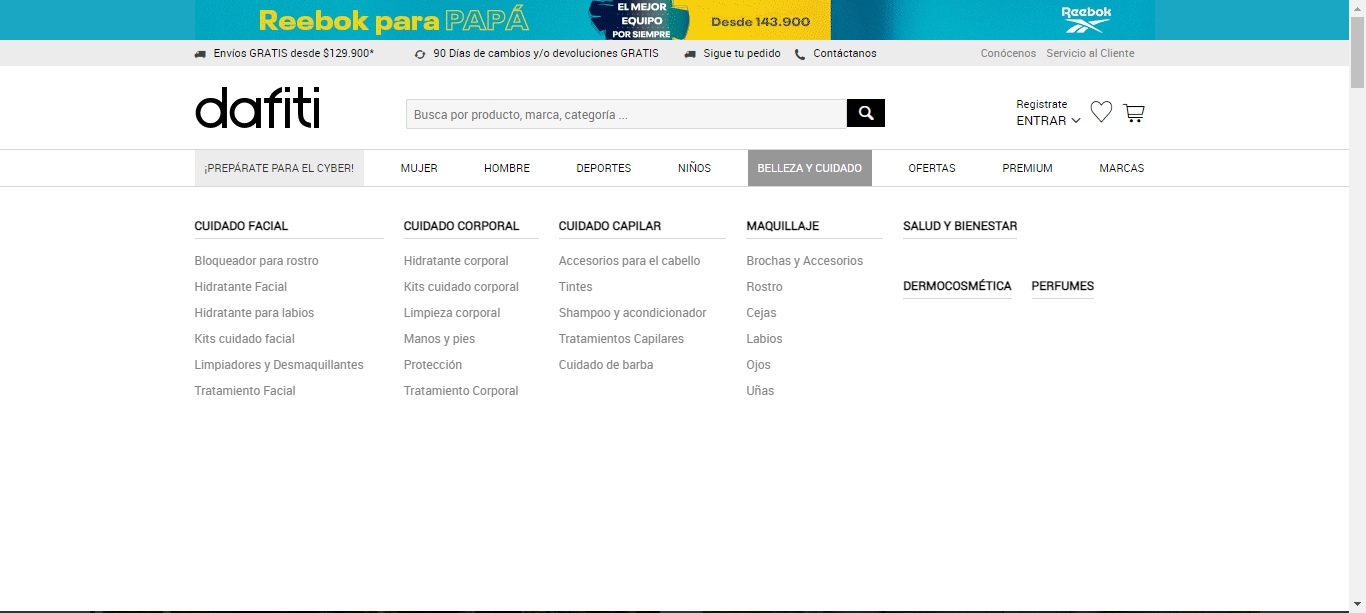 Reebok para PAPÁ
EL MEJOR
EQUIPO
POR SIEMPRE
Desde 143.900
Reebok
Envíos GRATIS desde $129.900*
90 Días de cambios y/o devoluciones GRATIS
Sigue tu pedido
Contáctanos
Conócenos
Servicio al Cliente
dafiti
Busca por producto, marca, categoría ...
Registrate
ENTRAR
¡PREPÁRATE PARA EL CYBER!
MUJER
HOMBRE
DEPORTES
NIÑOS
BELLEZA Y CUIDADO
OFERTAS
PREMIUM
MARCAS
CUIDADO FACIAL
Bloqueador para rostro
Hidratante Facial
Hidratante para labios
Kits cuidado facial
Limpiadores y Desmaquillantes
Tratamiento Facial
CUIDADO CORPORAL
Hidratante corporal
Kits cuidado corporal
Limpieza corporal
Manos y pies
Protección
Tratamiento Corporal
CUIDADO CAPILAR
Accesorios para el cabello
Tintes
Shampoo y acondicionador
Tratamientos Capilares
Cuidado de barba
MAQUILLAJE
Brochas y Accesorios
Rostro
Cejas
Labios
Ojos
Uñas
SALUD Y BIENESTAR
DERMOCOSMÉTICA
PERFUMES